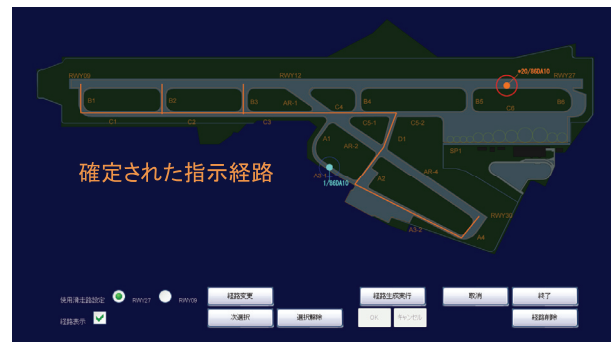 +20/86DA10
RWY09
RWY12
RWY27
B1
B2
B3
AR-1
C4
B4
B5
C6
B6
C1
C2
C3
C5-1
C5-2
A1
AR-2
D1
SP1
確定された指示経路
1/86DA10
A2
AR-4
RWY30
A3-2
A4
使用滑走路設定
RWY27
RWY09
経路変更
経路生成実行
取消
終了
経路表示
次選択
選択解除
OK
キャンセル
経路削除